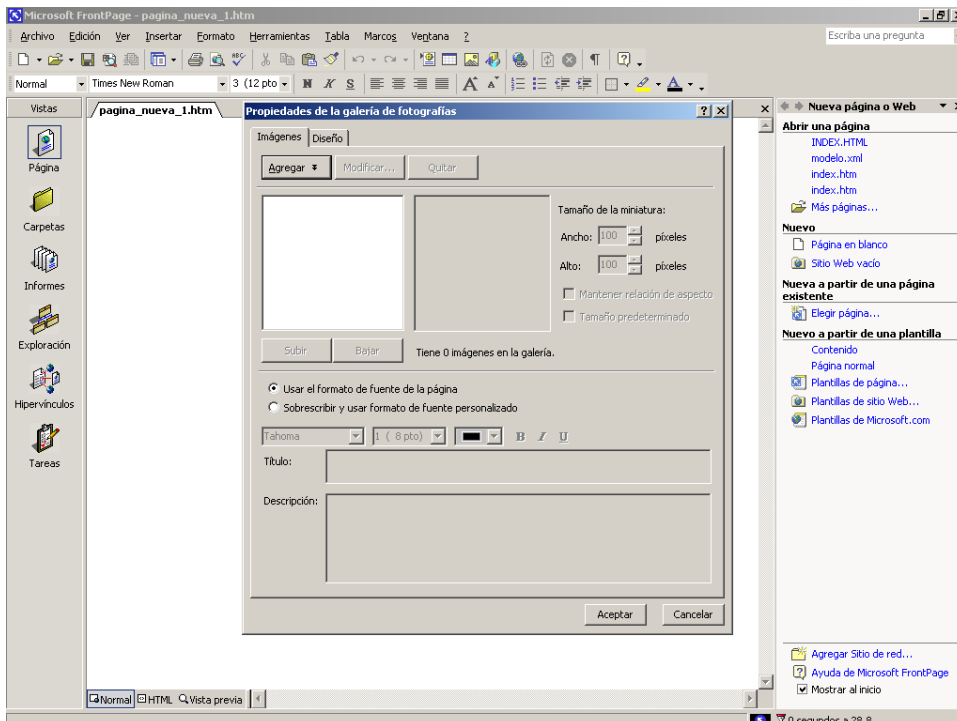 Microsoft FrontPage - pagina_nueva_1.htm
Archivo Edición Ver Insertar Formato Herramientas Tabla Marcos Ventana ?
Escriba una pregunta
Normal Times New Roman 3 (12 pto N K S
Vistas
Página
Carpetas
Informes
Exploración
Hipervínculos
Tareas
pagina_nueva_1.htm
Propiedades de la galería de fotografías
Imágenes Diseño
Agregar Modificar... Quitar
Tamaño de la miniatura:
Ancho: 100 píxeles
Alto: 100 píxeles
Mantener relación de aspecto
Tamaño predeterminado
Subir Bajar Tiene 0 imágenes en la galería.
Usar el formato de fuente de la página
Sobrescribir y usar formato de fuente personalizado
Tahoma 1 ( 8 pto) B I U
Título:
Descripción:
Aceptar Cancelar
Nueva página o Web
Abrir una página
INDEX.HTML
modelo.xml
index.htm
index.htm
Más páginas...
Nuevo
Página en blanco
Sitio Web vacío
Nueva a partir de una página
existente
Elegir página...
Nuevo a partir de una plantilla
Contenido
Página normal
Plantillas de página...
Plantillas de sitio Web...
Plantillas de Microsoft.com
Agregar Sitio de red...
Ayuda de Microsoft FrontPage
Mostrar al inicio
Normal HTML Vista previa
0 segundos a 28.8